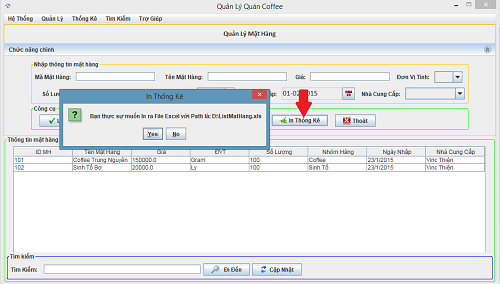 Quản Lý Quán Coffee
Hệ Thống Quản Lý Thống Kê Tìm Kiếm Trợ Giúp
Quản Lý Mặt Hàng
Chức năng chính
Nhập thông tin mặt hàng
Mã Mặt Hàng: Tên Mặt Hàng: Giá: Đơn Vị Tính:
Số Lượ 01-02-2015 Nhà Cung Cấp:
Công cụ
In Thống Kê Thoát
In Thống Kê
Bạn thực sự muốn in ra File Excel với Path là: D:\ListMatHang.xls
Yes No
Thông tin mặt hàng
ID MH Tên Mặt Hàng Giá ĐVT Số Lượng Nhóm Hàng Ngày Nhập Nhà Cung Cấp
101 Coffee Trung Nguyên 150000.0 Gram 100 Coffee 23/1/2015 Vinc Thiện
102 Sinh Tố Bơ 20000.0 Ly 100 Sinh Tố 23/1/2015 Vinc Thiện
Tìm kiếm
Tìm Kiếm: Đi Đến Cập Nhật